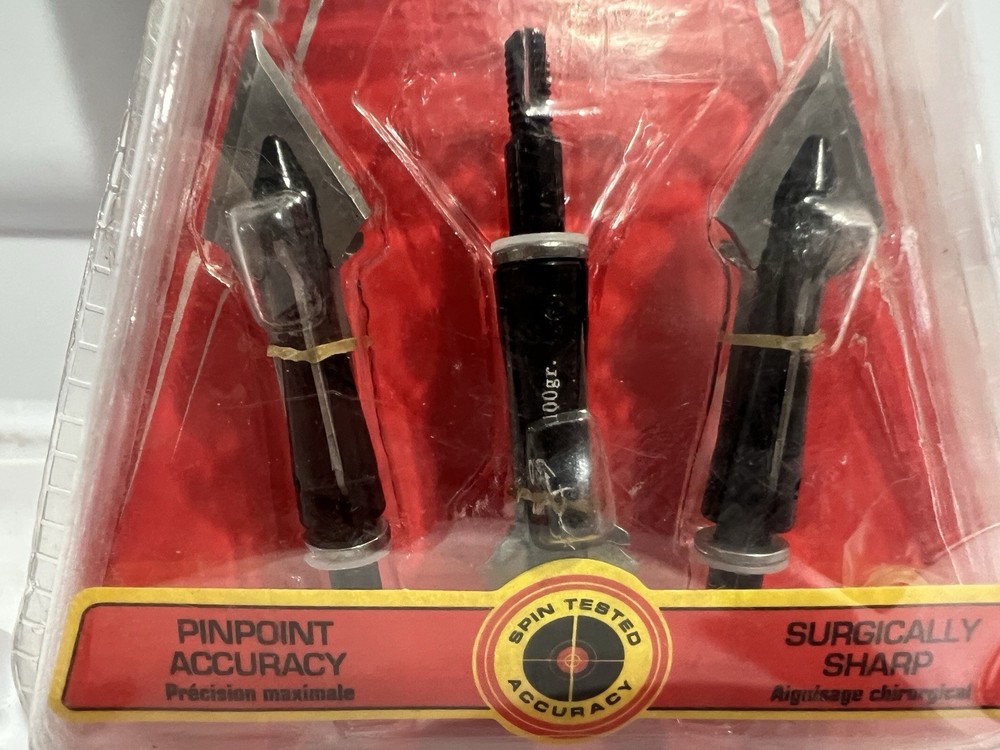 100gr.
PINPOINT
ACCURACY
Précision maximale
SPIN TESTED
ACCURACY
SURGICALLY
SHARP
Aiguisage chirurgical